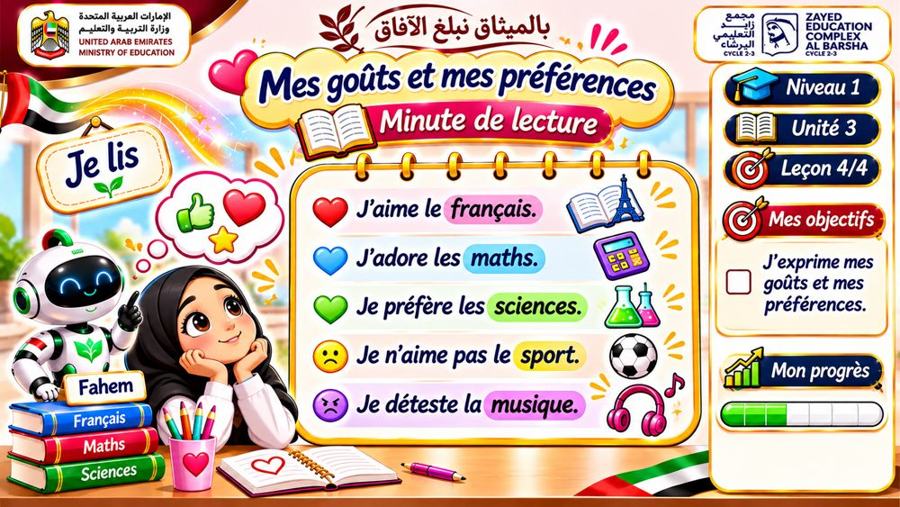 الإمارات العربية المتحدة
وزارة التربية والتعليم
UNITED ARAB EMIRATES
MINISTRY OF EDUCATION
بالميثاق نبلغ الآفاق
مجمع
زايد
التعليمي
البرشاء
CYCLE 2-3
ZAYED
EDUCATION
COMPLEX
AL BARSHA
CYCLE 2-3
Mes goûts et mes préférences
Minute de lecture
Je lis
J'aime le français.
J'adore les maths.
Je préfère les sciences.
Je n'aime pas le sport.
Je déteste la musique.
Fahem
Français
Maths
Sciences
Niveau 1
Unité 3
Leçon 4/4
Mes objectifs
J'exprime mes
goûts et mes
préférences.
Mon progrès